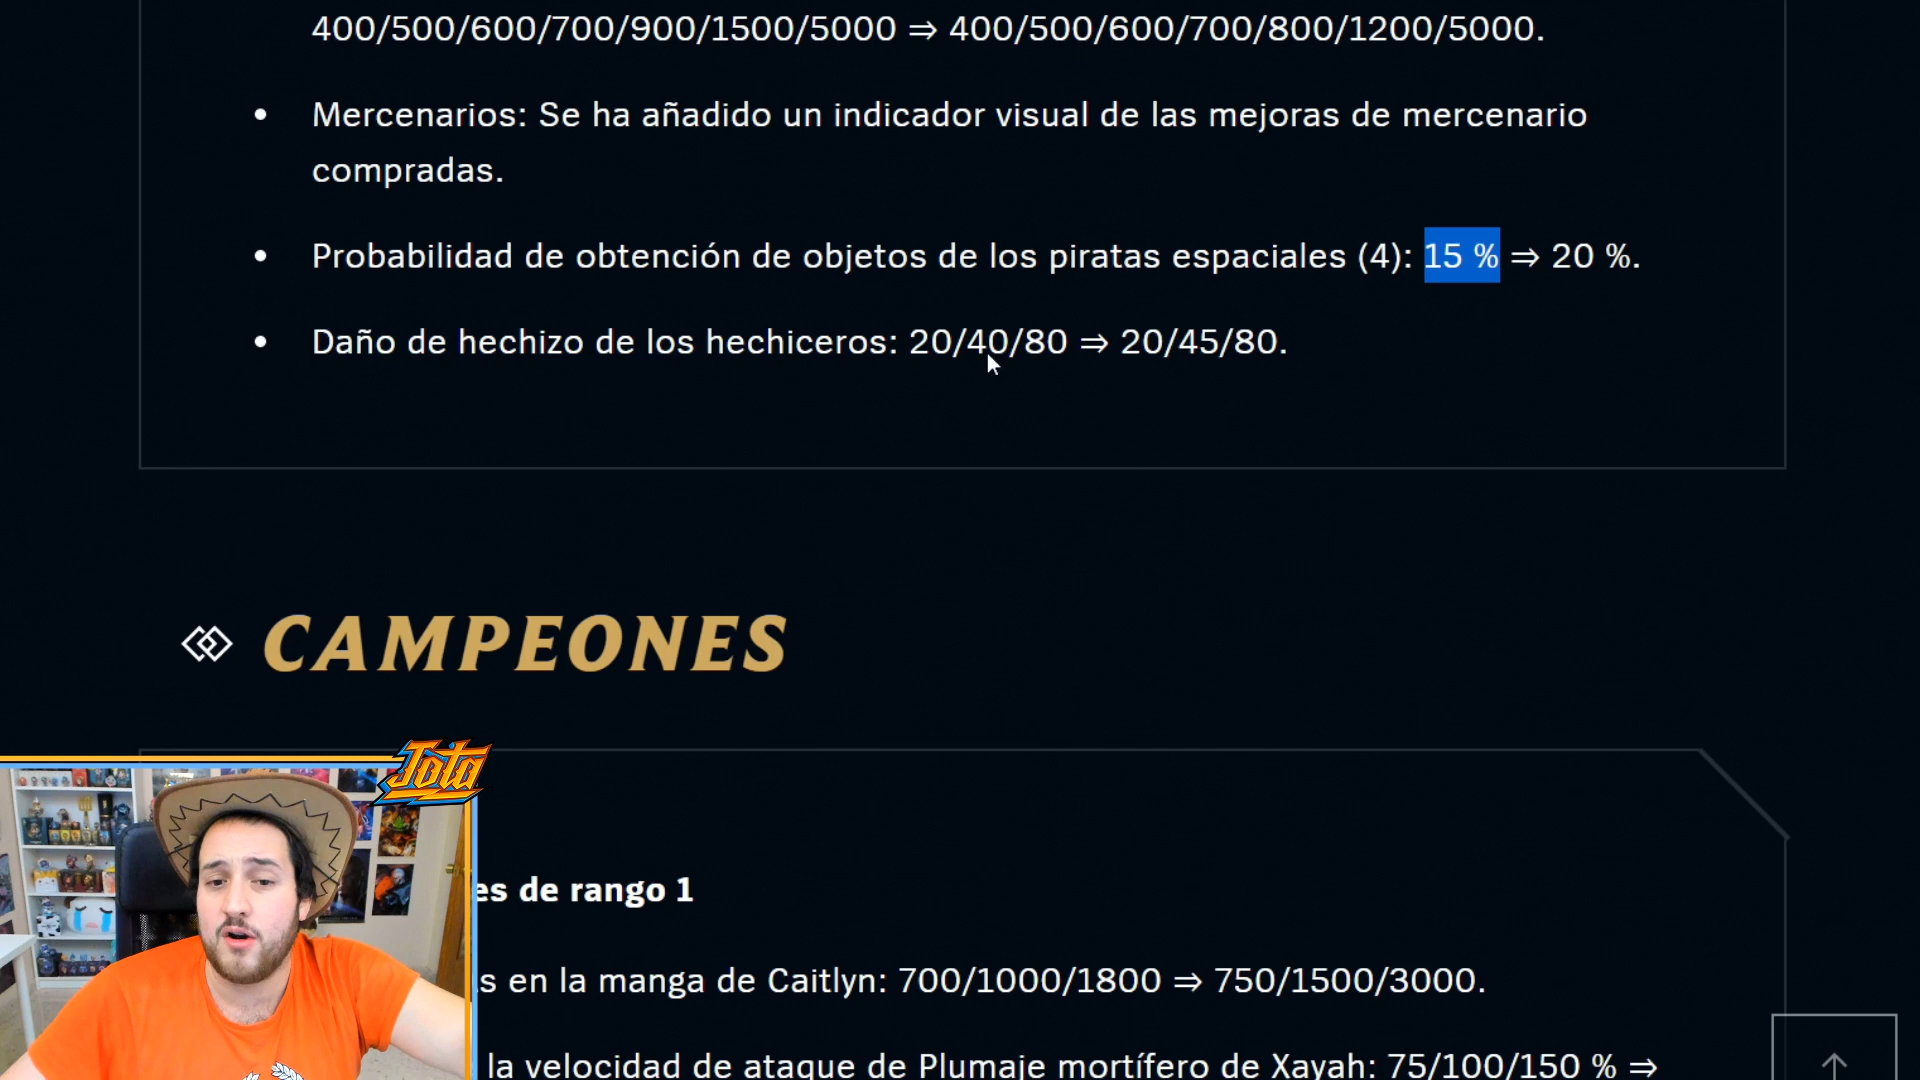 400/500/600/700/900/1500/5000 ⇒ 400/500/600/700/800/1200/5000.
• Mercenarios: Se ha añadido un indicador visual de las mejoras de mercenario
compradas.
• Probabilidad de obtención de objetos de los piratas espaciales (4): 15 % ⇒ 20 %.
• Daño de hechizo de los hechiceros: 20/40/80 ⇒ 20/45/80.
CAMPEONES
Jota
es de rango 1
s en la manga de Caitlyn: 700/1000/1800 ⇒ 750/1500/3000.
la velocidad de ataque de Plumaje mortífero de Xayah: 75/100/150 % ⇒